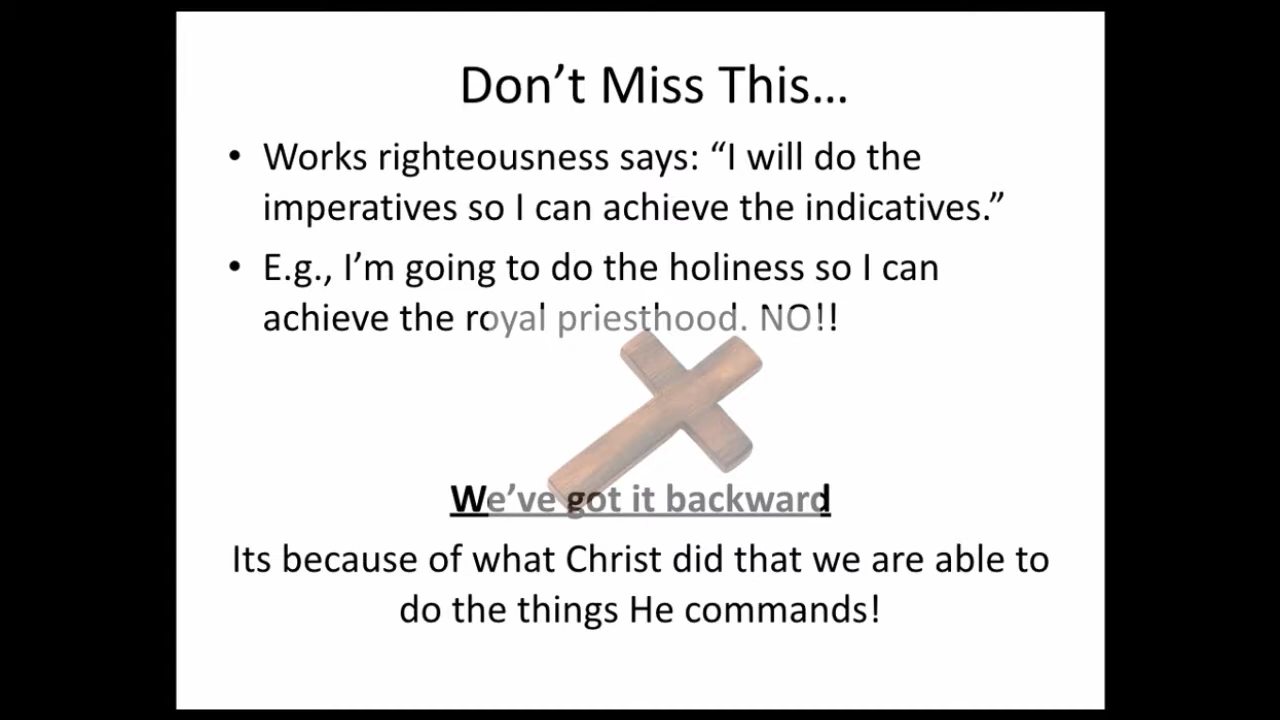 Don’t Miss This…
• Works righteousness says: “I will do the
imperatives so I can achieve the indicatives.”
• E.g., I’m going to do the holiness so I can
achieve the royal priesthood. NO!!
We’ve got it backward
Its because of what Christ did that we are able to
do the things He commands!